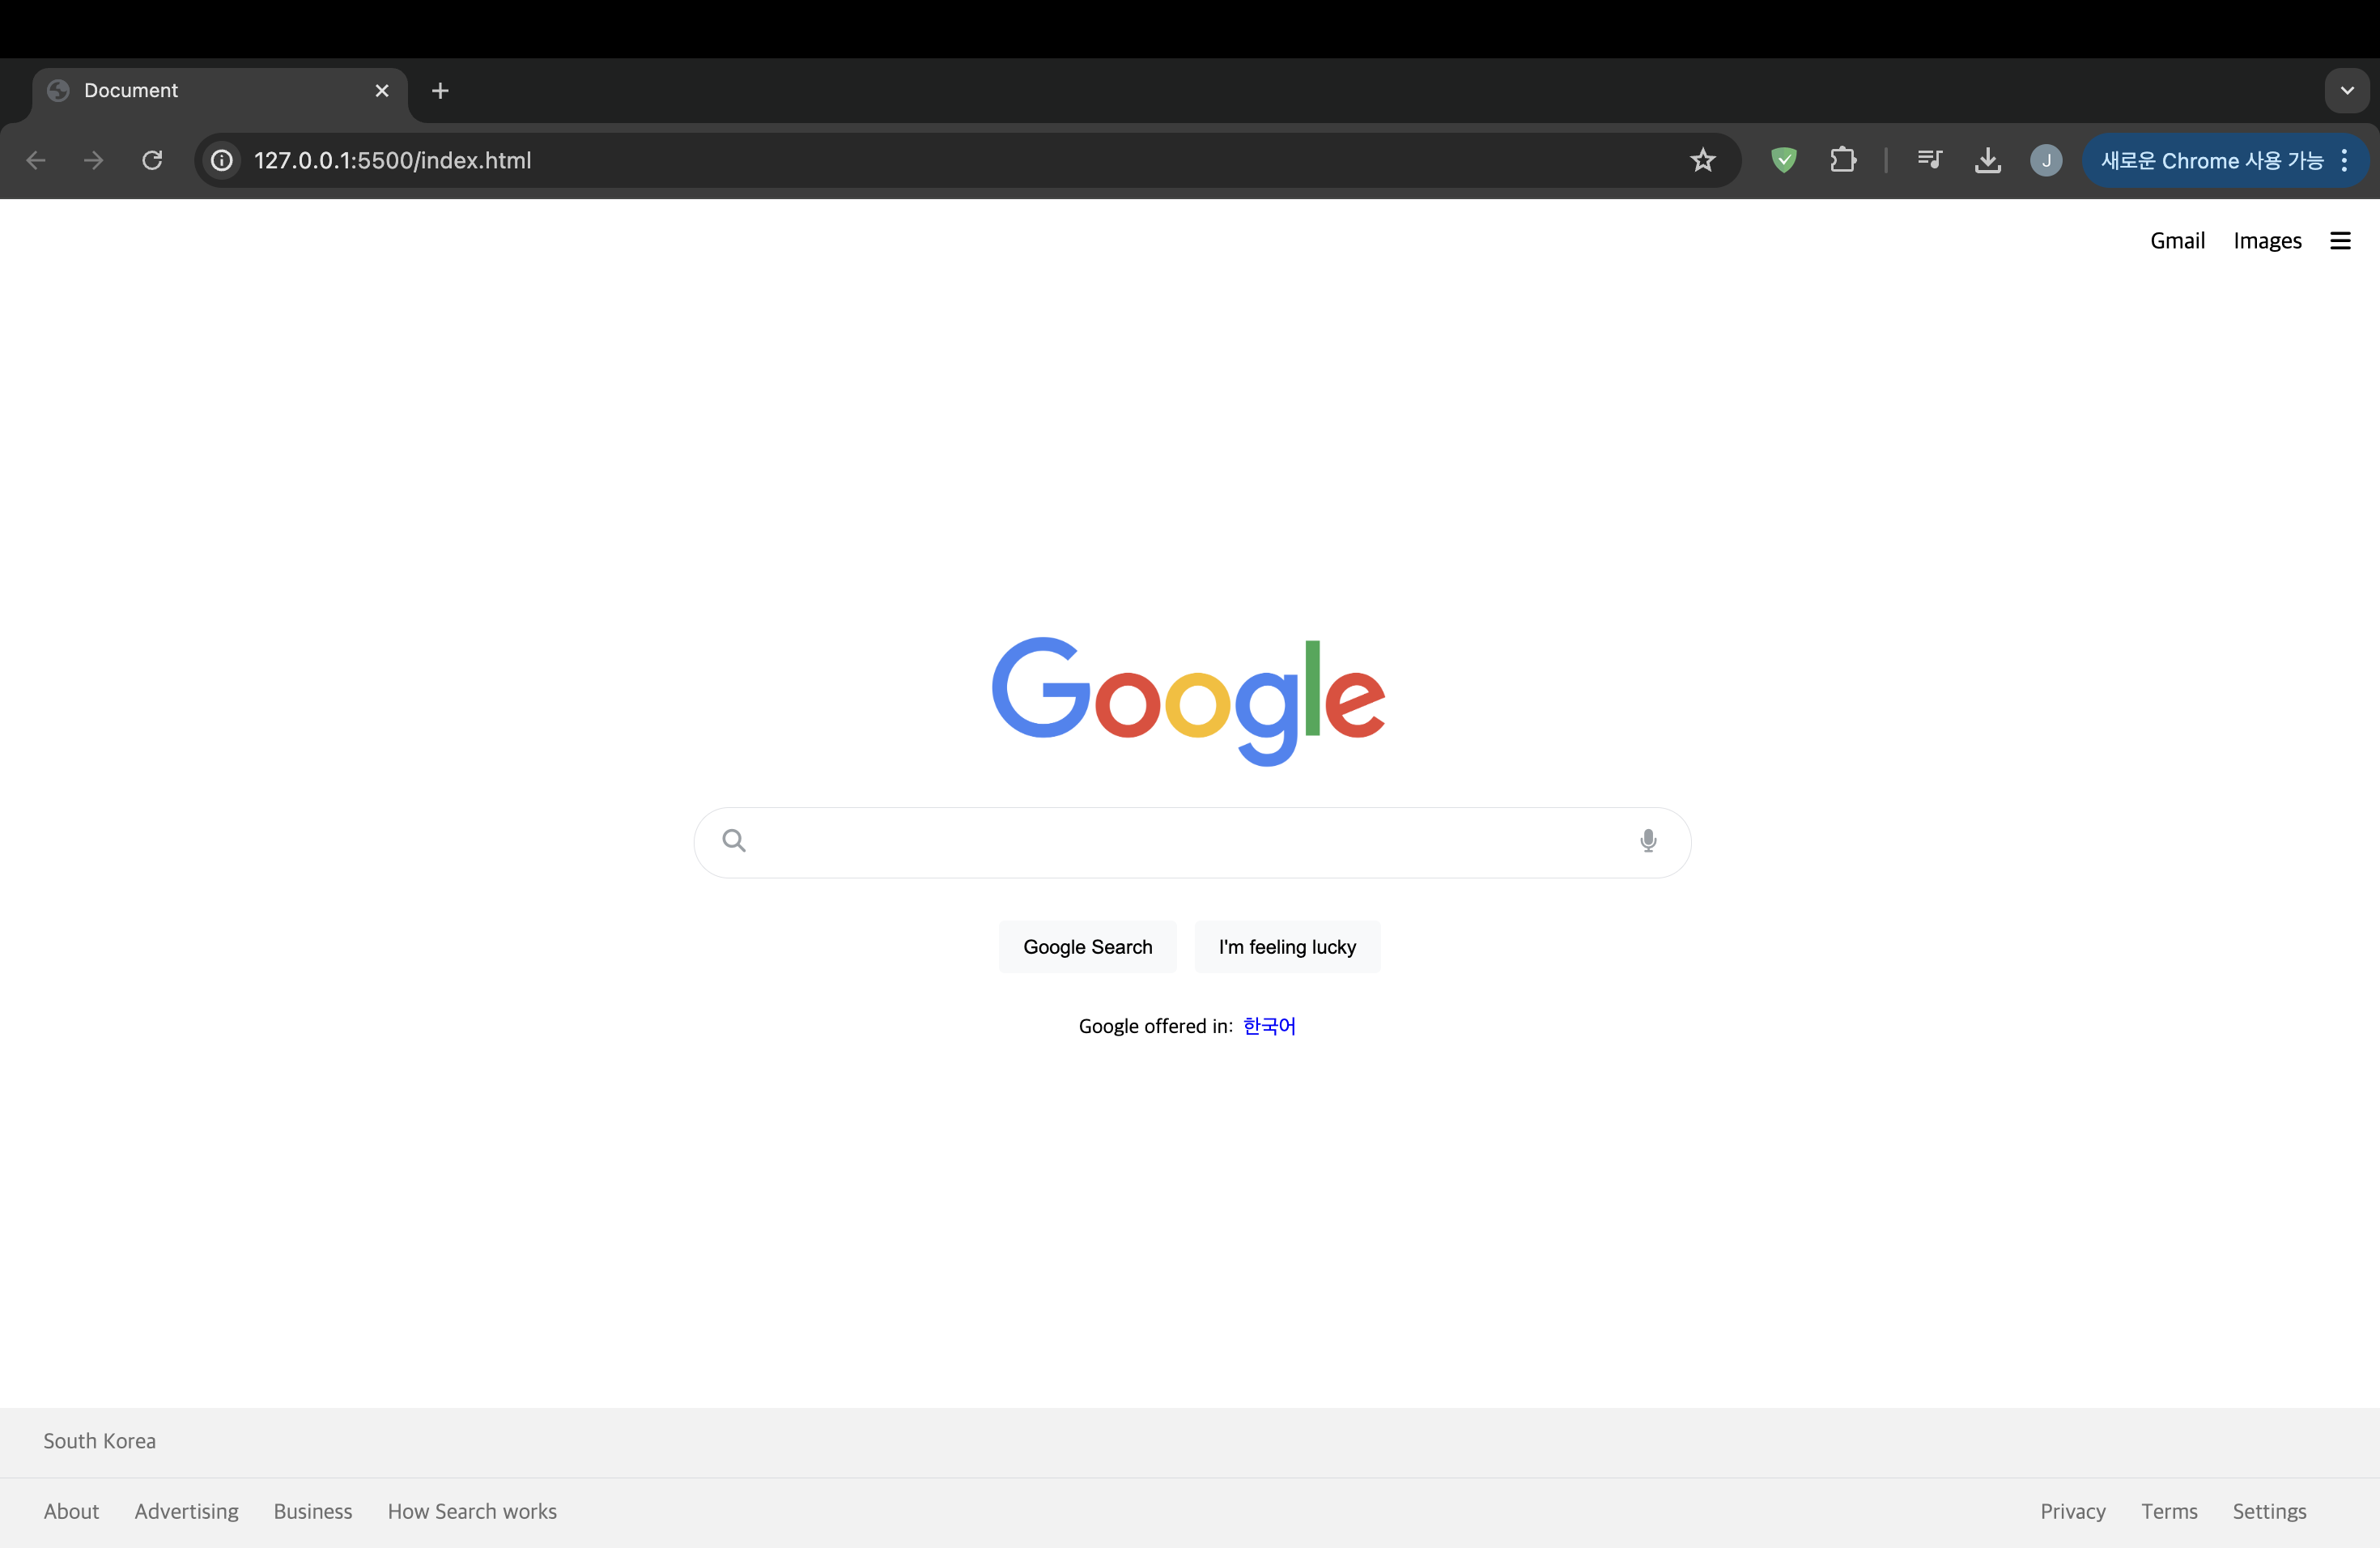 Document
127.0.0.1:5500/index.html
J
새로운 Chrome 사용 가능
Gmail Images
Google
Google Search I'm feeling lucky
Google offered in: 한국어
South Korea
About Advertising Business How Search works Privacy Terms Settings